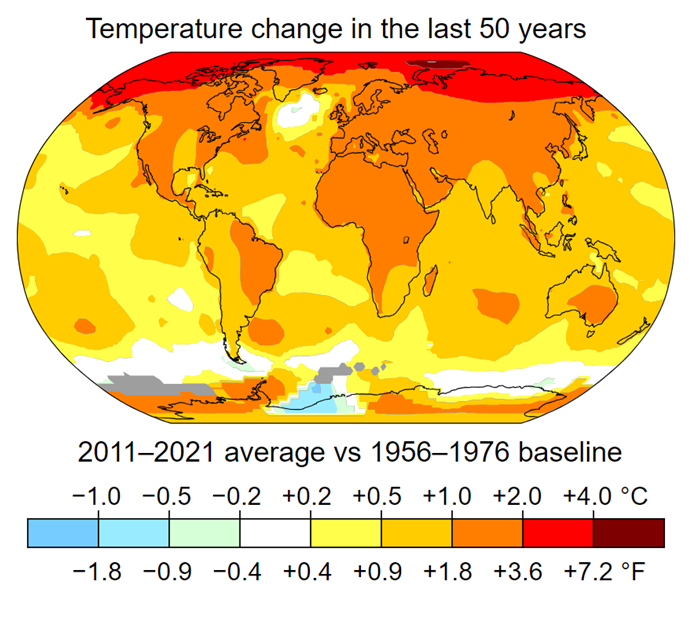 Temperature change in the last 50 years
2011–2021 average vs 1956–1976 baseline
−1.0 −0.5 −0.2 +0.2 +0.5 +1.0 +2.0 +4.0 °C
−1.8 −0.9 −0.4 +0.4 +0.9 +1.8 +3.6 +7.2 °F